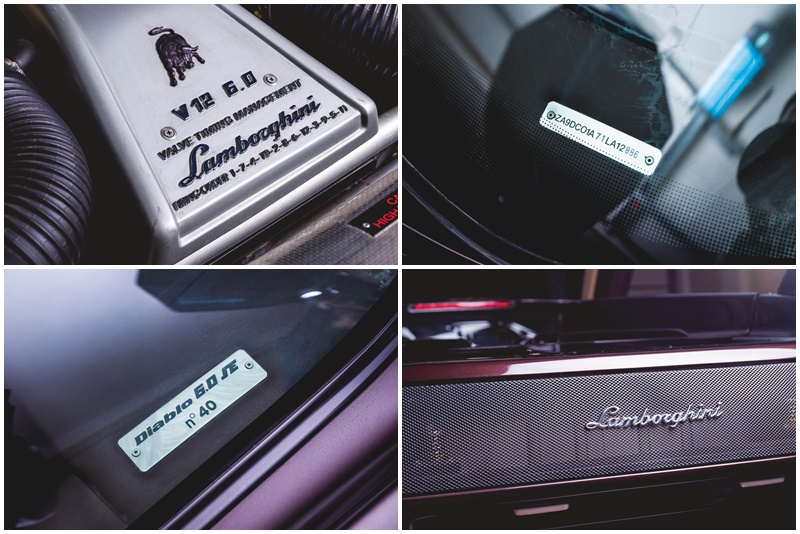 V12 6.0
VALVE TIMING MANAGEMENT
Lamborghini
FIRING ORDER 1-7-4-10-2-8-6-12-3-9-5-11
HIGH
ZA9DC01A71LA12886
Diablo 6.0 SE
n° 40
Lamborghini